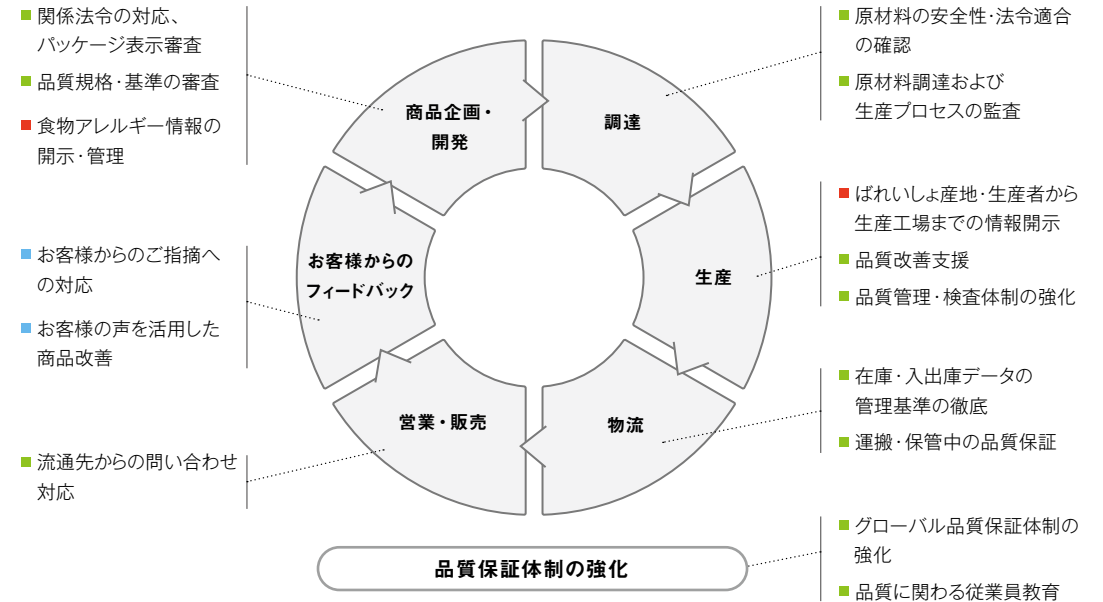 関係法令の対応、
パッケージ表示審査
品質規格・基準の審査
食物アレルギー情報の
開示・管理
お客様からのご指摘へ
の対応
お客様の声を活用した
商品改善
流通先からの問い合わせ
対応
商品企画・
開発
調達
生産
物流
営業・販売
お客様からの
フィードバック
品質保証体制の強化
原材料の安全性・法令適合
の確認
原材料調達および
生産プロセスの監査
ばれいしょ産地・生産者から
生産工場までの情報開示
品質改善支援
品質管理・検査体制の強化
在庫・入出庫データの
管理基準の徹底
運搬・保管中の品質保証
グローバル品質保証体制の
強化
品質に関わる従業員教育